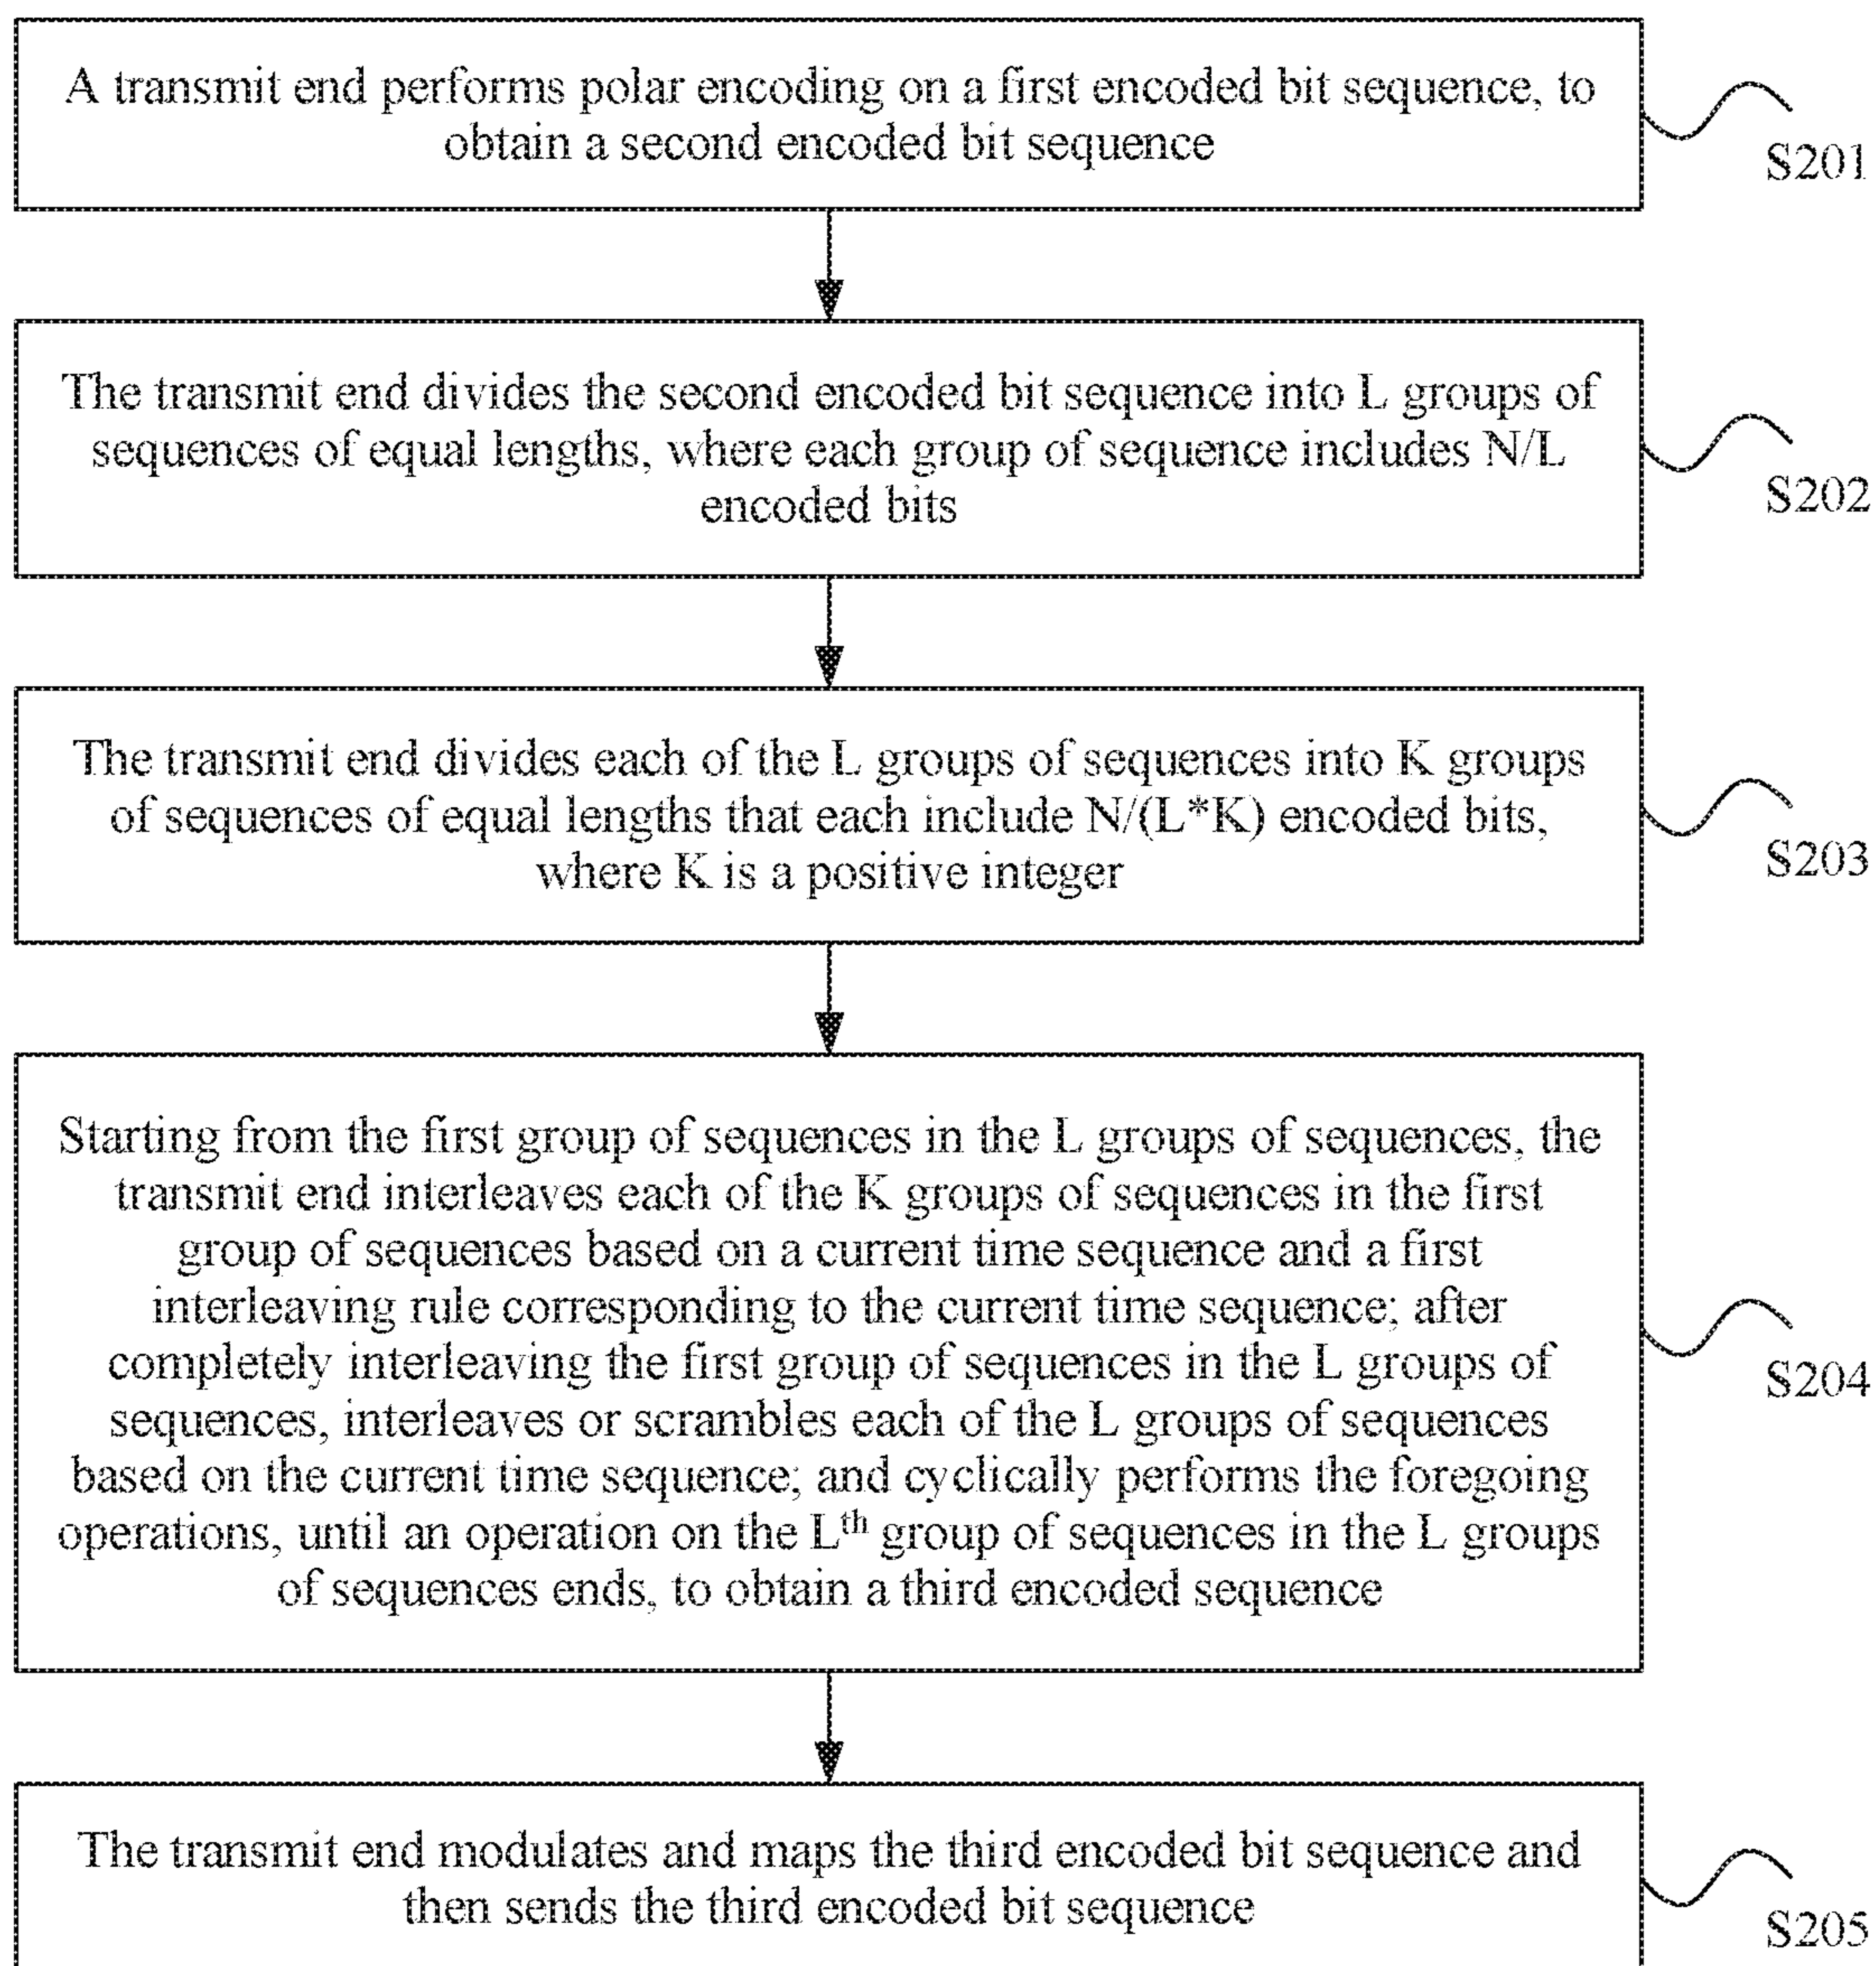 A transmit end performs polar encoding on a first encoded bit sequence, to
obtain a second encoded bit sequence
S201
The transmit end divides the second encoded bit sequence into L groups of
sequences of equal lengths, where each group of sequence includes N/L
encoded bits
S202
The transmit end divides each of the L groups of sequences into K groups
of sequences of equal lengths that each include N/(L*K) encoded bits,
where K is a positive integer
S203
Starting from the first group of sequences in the L groups of sequences, the
transmit end interleaves each of the K groups of sequences in the first
group of sequences based on a current time sequence and a first
interleaving rule corresponding to the current time sequence; after
completely interleaving the first group of sequences in the L groups of
sequences, interleaves or scrambles each of the L groups of sequences
based on the current time sequence; and cyclically performs the foregoing
operations, until an operation on the Lth group of sequences in the L groups
of sequences ends, to obtain a third encoded sequence
S204
The transmit end modulates and maps the third encoded bit sequence and
then sends the third encoded bit sequence
S205